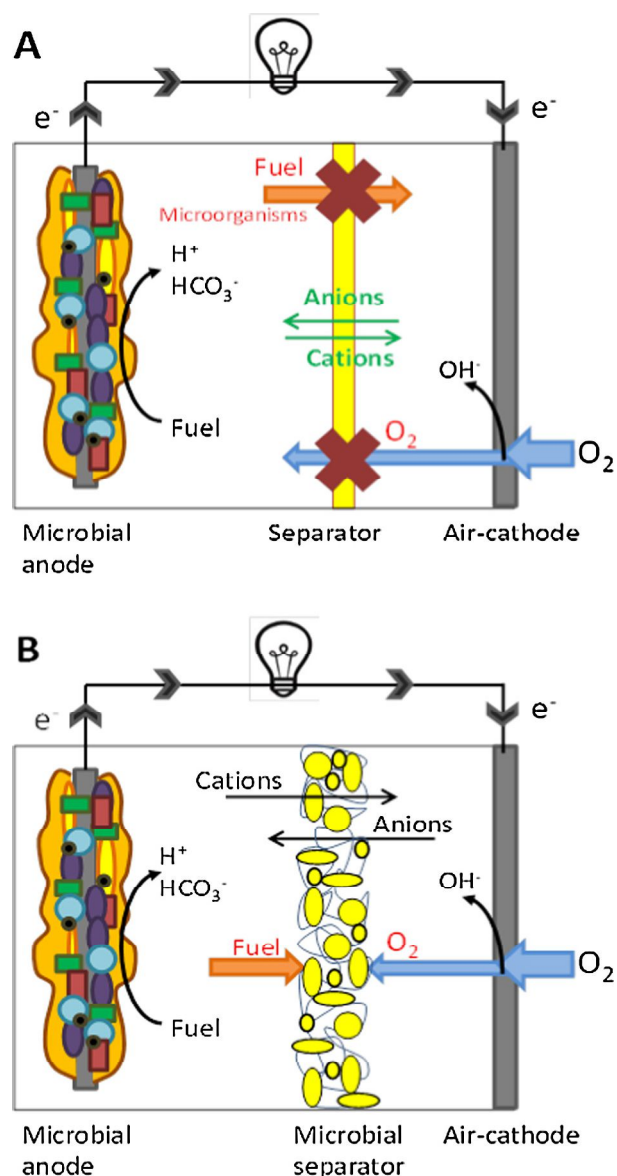 A
e⁻
e⁻
Fuel
Microorganisms
H⁺
HCO₃⁻
Anions
Cations
OH⁻
Fuel
O₂
O₂
Microbial
anode
Separator
Air-cathode
B
e⁻
e⁻
Cations
Anions
H⁺
HCO₃⁻
OH⁻
Fuel
O₂
O₂
Fuel
Microbial
anode
Microbial
separator
Air-cathode